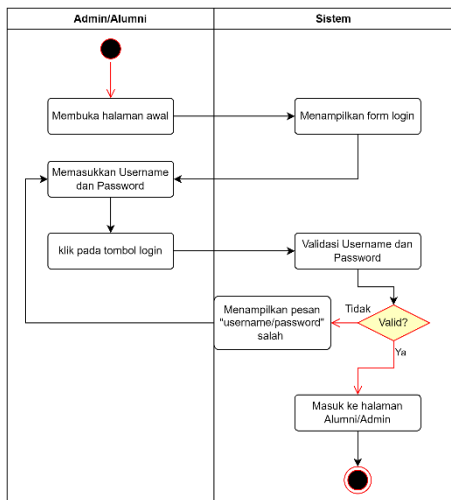 Admin/Alumni
Sistem
Membuka halaman awal
Menampilkan form login
Memasukkan Username
dan Password
klik pada tombol login
Validasi Username dan
Password
Menampilkan pesan
"username/password"
salah
Tidak
Valid?
Ya
Masuk ke halaman
Alumni/Admin